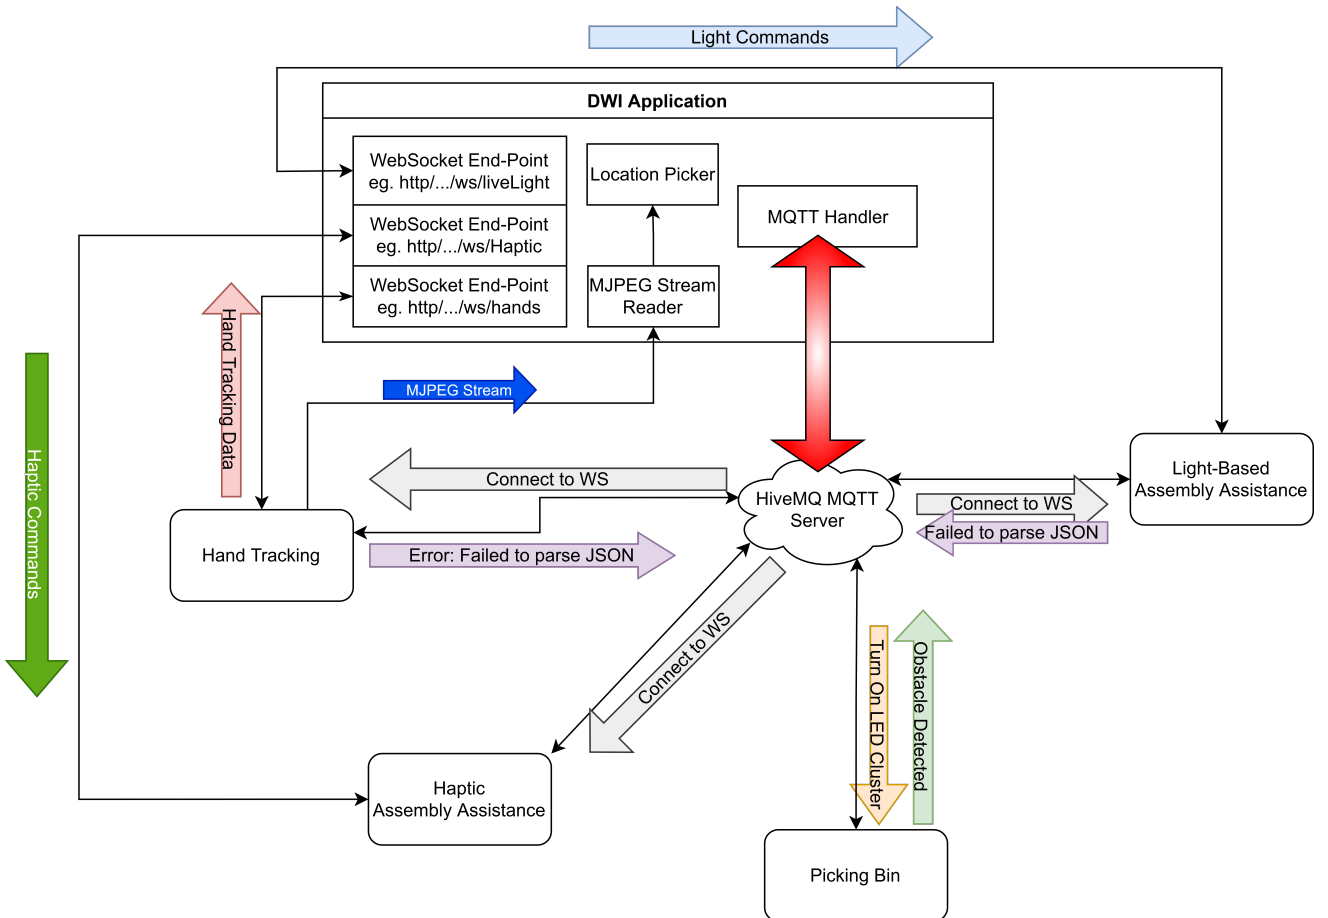 Light Commands
DWI Application
WebSocket End-Point
eg. http/.../ws/liveLight
Location Picker
MQTT Handler
WebSocket End-Point
eg. http/.../ws/Haptic
WebSocket End-Point
eg. http/.../ws/hands
MJPEG Stream
Reader
Hand Tracking Data
MJPEG Stream
Haptic Commands
Connect to WS
HiveMQ MQTT
Server
Light-Based
Assembly Assistance
Connect to WS
Failed to parse JSON
Hand Tracking
Error: Failed to parse JSON
Connect to WS
Turn On LED Cluster
Obstacle Detected
Haptic
Assembly Assistance
Picking Bin